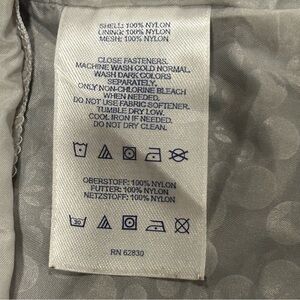 SHELL: 100% NYLON
LINING: 100% NYLON
MESH: 100% NYLON
CLOSE FASTENERS.
MACHINE WASH COLD NORMAL.
WASH DARK COLORS
SEPARATELY.
ONLY NON-CHLORINE BLEACH
WHEN NEEDED.
DO NOT USE FABRIC SOFTENER.
TUMBLE DRY LOW.
COOL IRON IF NEEDED.
DO NOT DRY CLEAN.
OBERSTOFF: 100% NYLON
FUTTER: 100% NYLON
NETZSTOFF: 100% NYLON
30
RN 62830